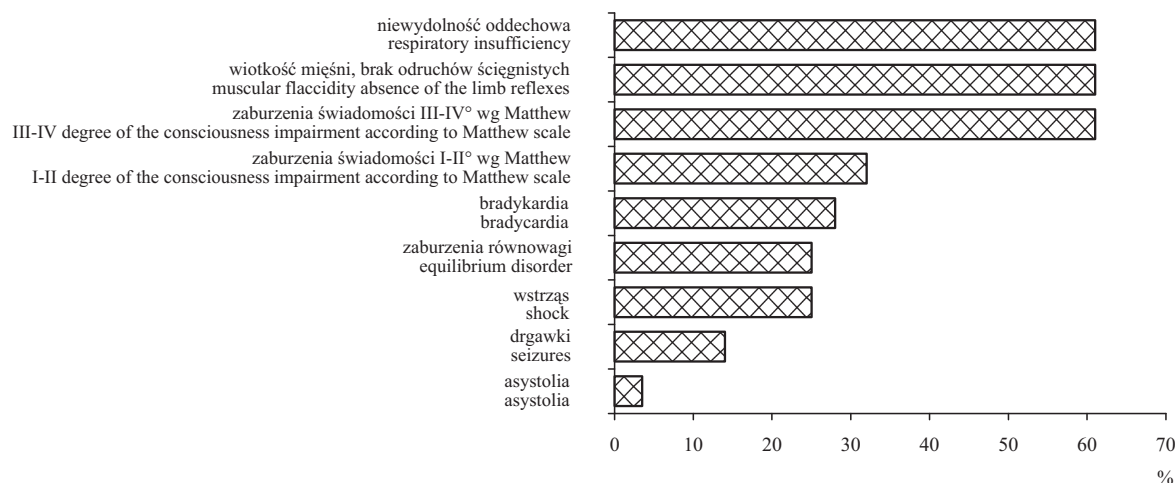 niewydolność oddechowa
respiratory insufficiency
wiotkość mięśni, brak odruchów ścięgnistych
muscular flaccidity absence of the limb reflexes
zaburzenia świadomości III-IV° wg Matthew
III-IV degree of the consciousness impairment according to Matthew scale
zaburzenia świadomości I-II° wg Matthew
I-II degree of the consciousness impairment according to Matthew scale
bradykardia
bradycardia
zaburzenia równowagi
equilibrium disorder
wstrząs
shock
drgawki
seizures
asystolia
asystolia
0 10 20 30 40 50 60 70
%